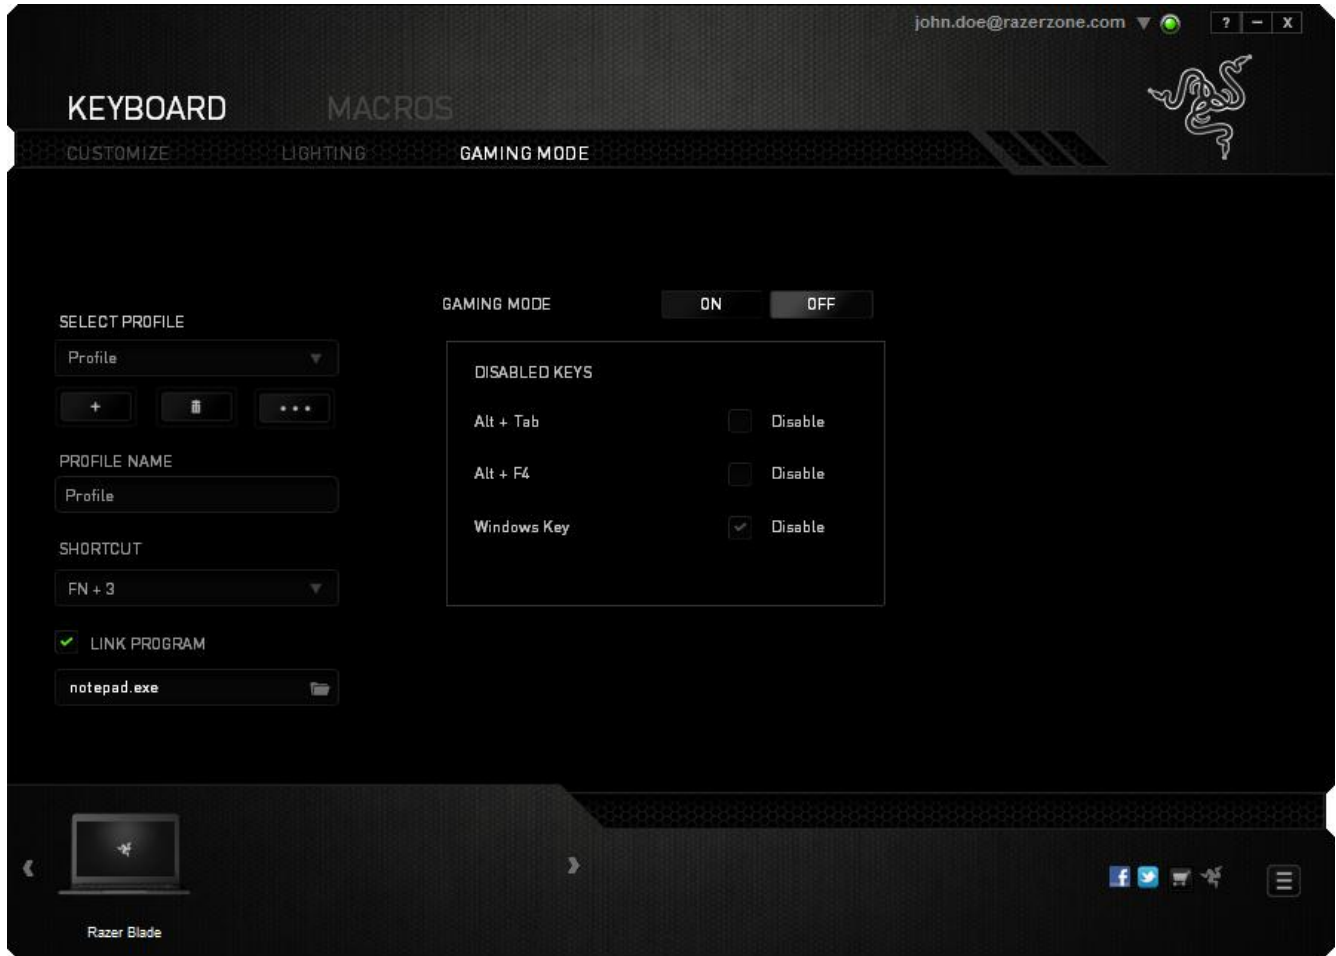 john.doe@razerzone.com
? – X
KEYBOARD MACROS
CUSTOMIZE LIGHTING GAMING MODE
GAMING MODE ON OFF
SELECT PROFILE
Profile
+ •••
PROFILE NAME
Profile
SHORTCUT
FN + 3
LINK PROGRAM
notepad.exe
DISABLED KEYS
Alt + Tab Disable
Alt + F4 Disable
Windows Key Disable
f
Razer Blade